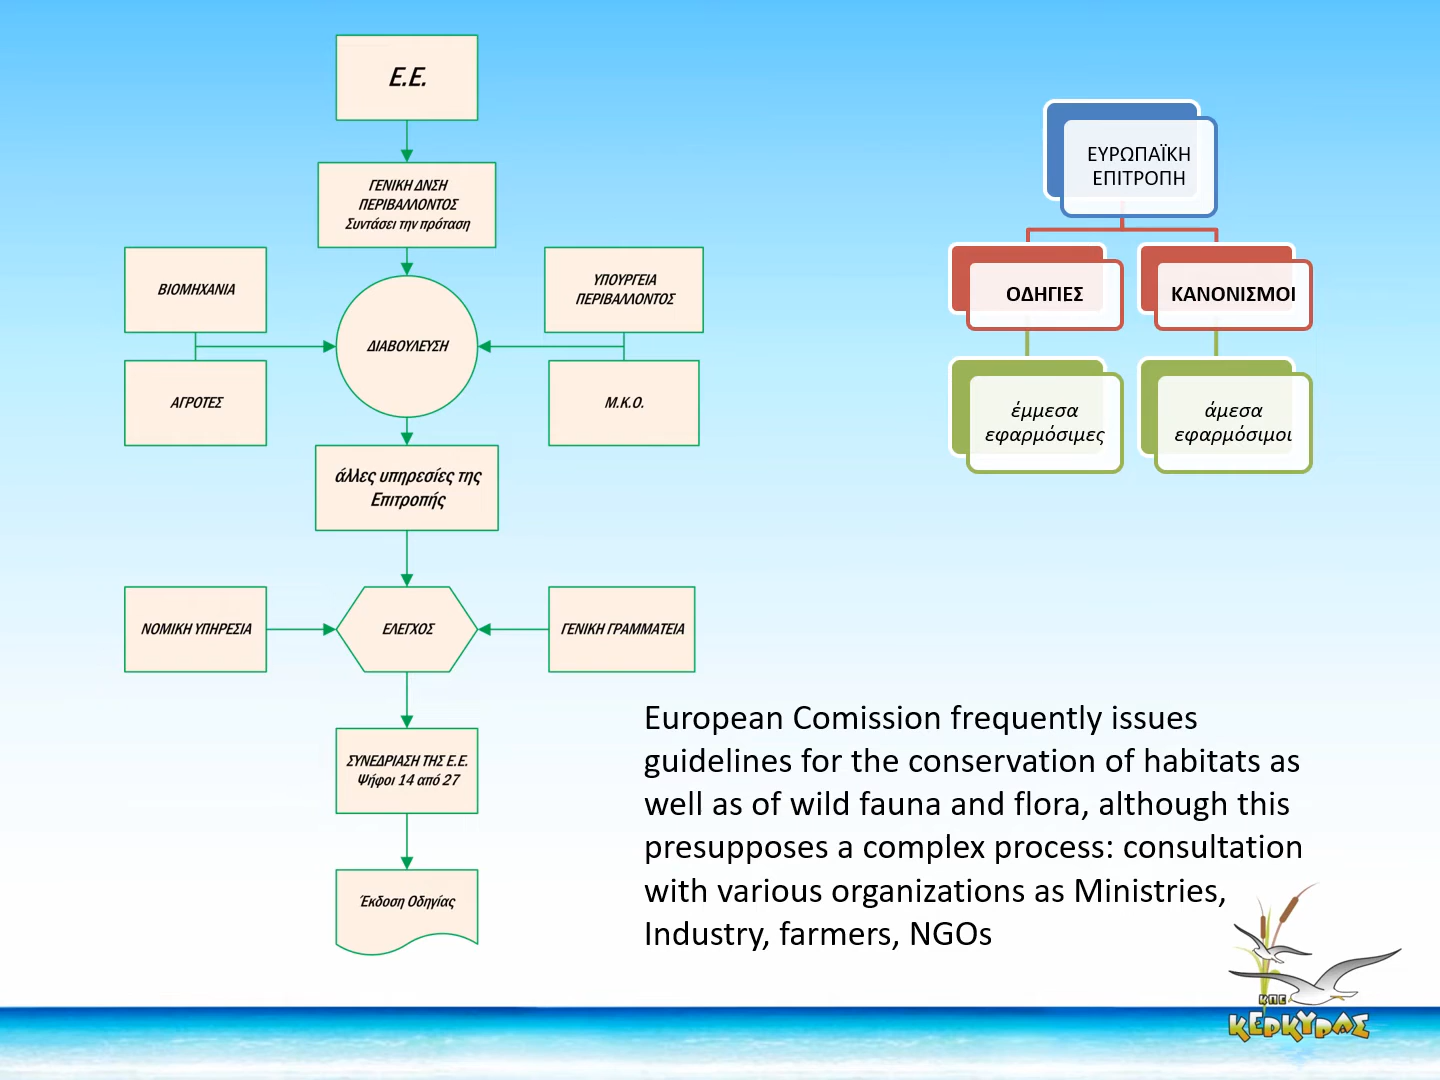 Ε.Ε.
ΓΕΝΙΚΗ ΔΝΣΗ
ΠΕΡΙΒΑΛΛΟΝΤΟΣ
Συντάσει την πρόταση
ΒΙΟΜΗΧΑΝΙΑ
ΥΠΟΥΡΓΕΙΑ
ΠΕΡΙΒΑΛΛΟΝΤΟΣ
ΔΙΑΒΟΥΛΕΥΣΗ
ΑΓΡΟΤΕΣ
Μ.Κ.Ο.
άλλες υπηρεσίες της
Επιτροπής
ΝΟΜΙΚΗ ΥΠΗΡΕΣΙΑ
ΕΛΕΓΧΟΣ
ΓΕΝΙΚΗ ΓΡΑΜΜΑΤΕΙΑ
ΣΥΝΕΔΡΙΑΣΗ ΤΗΣ Ε.Ε.
Ψήφοι 14 από 27
Έκδοση Οδηγίας
ΕΥΡΩΠΑΪΚΗ
ΕΠΙΤΡΟΠΗ
ΟΔΗΓΙΕΣ
ΚΑΝΟΝΙΣΜΟΙ
έμμεσα
εφαρμόσιμες
άμεσα
εφαρμόσιμοι
European Comission frequently issues
guidelines for the conservation of habitats as
well as of wild fauna and flora, although this
presupposes a complex process: consultation
with various organizations as Ministries,
Industry, farmers, NGOs
ΚΠΕ
ΚΕΡΚΥΡΑΣ